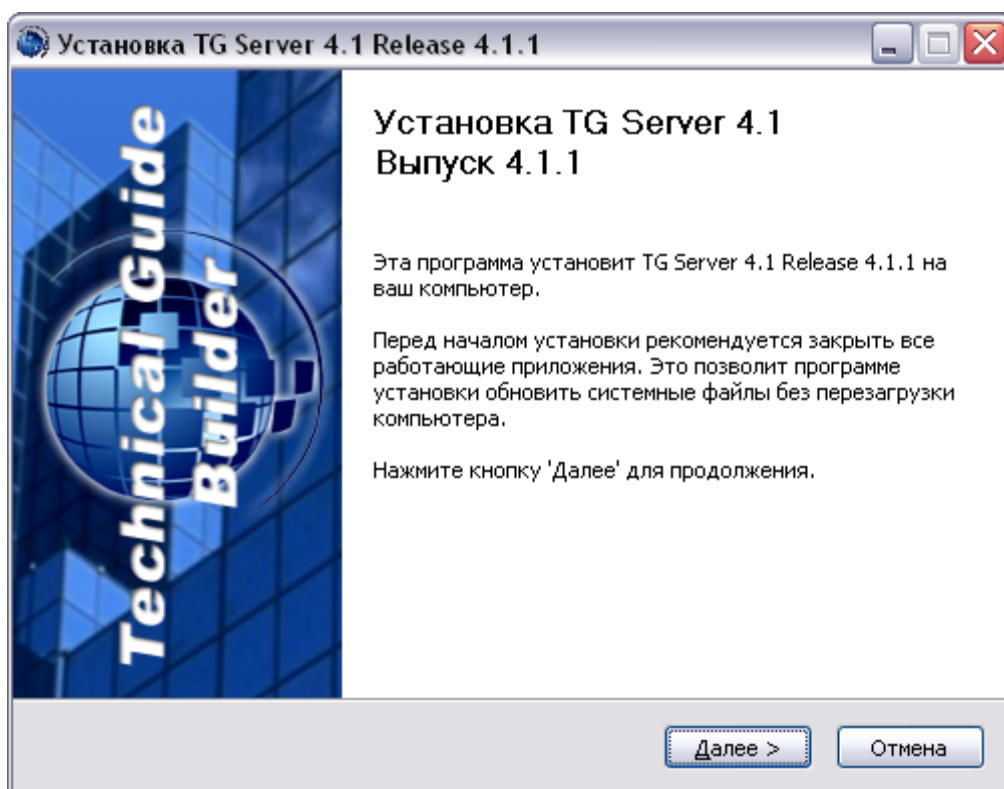 Установка TG Server 4.1 Release 4.1.1
Technical Guide
Builder
Установка TG Server 4.1
Выпуск 4.1.1
Эта программа установит TG Server 4.1 Release 4.1.1 на
ваш компьютер.
Перед началом установки рекомендуется закрыть все
работающие приложения. Это позволит программе
установки обновить системные файлы без перезагрузки
компьютера.
Нажмите кнопку 'Далее' для продолжения.
Далее >
Отмена